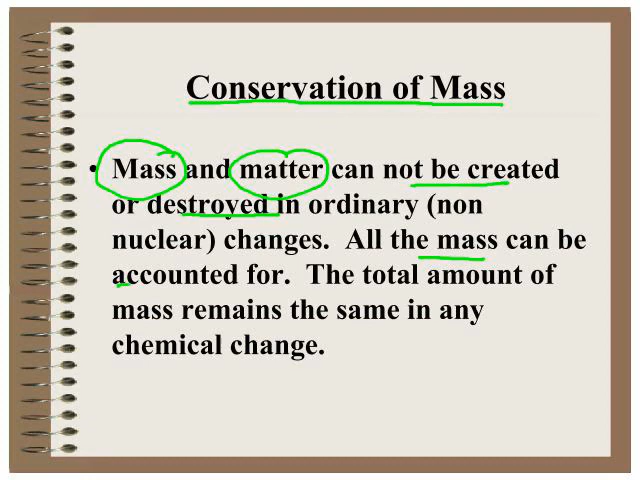 Conservation of Mass
• Mass and matter can not be created
or destroyed in ordinary (non
nuclear) changes.  All the mass can be
accounted for.  The total amount of
mass remains the same in any
chemical change.